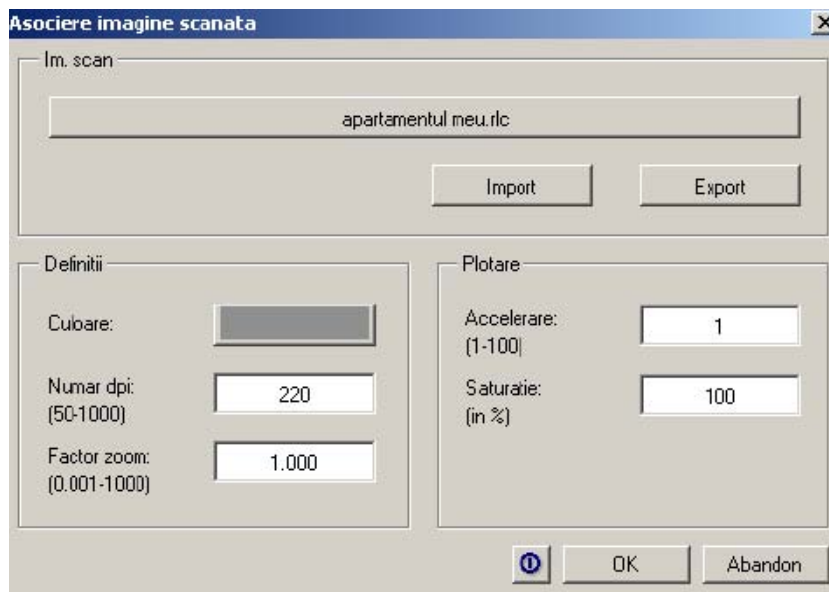 Asociere imagine scanata
Im. scan
apartamentul meu.rlc
Import
Export
Definitii
Culoare:
Numar dpi:
(50-1000)
220
Factor zoom:
(0.001-1000)
1.000
Plotare
Accelerare:
(1-100)
1
Saturatie:
(in %)
100
OK
Abandon